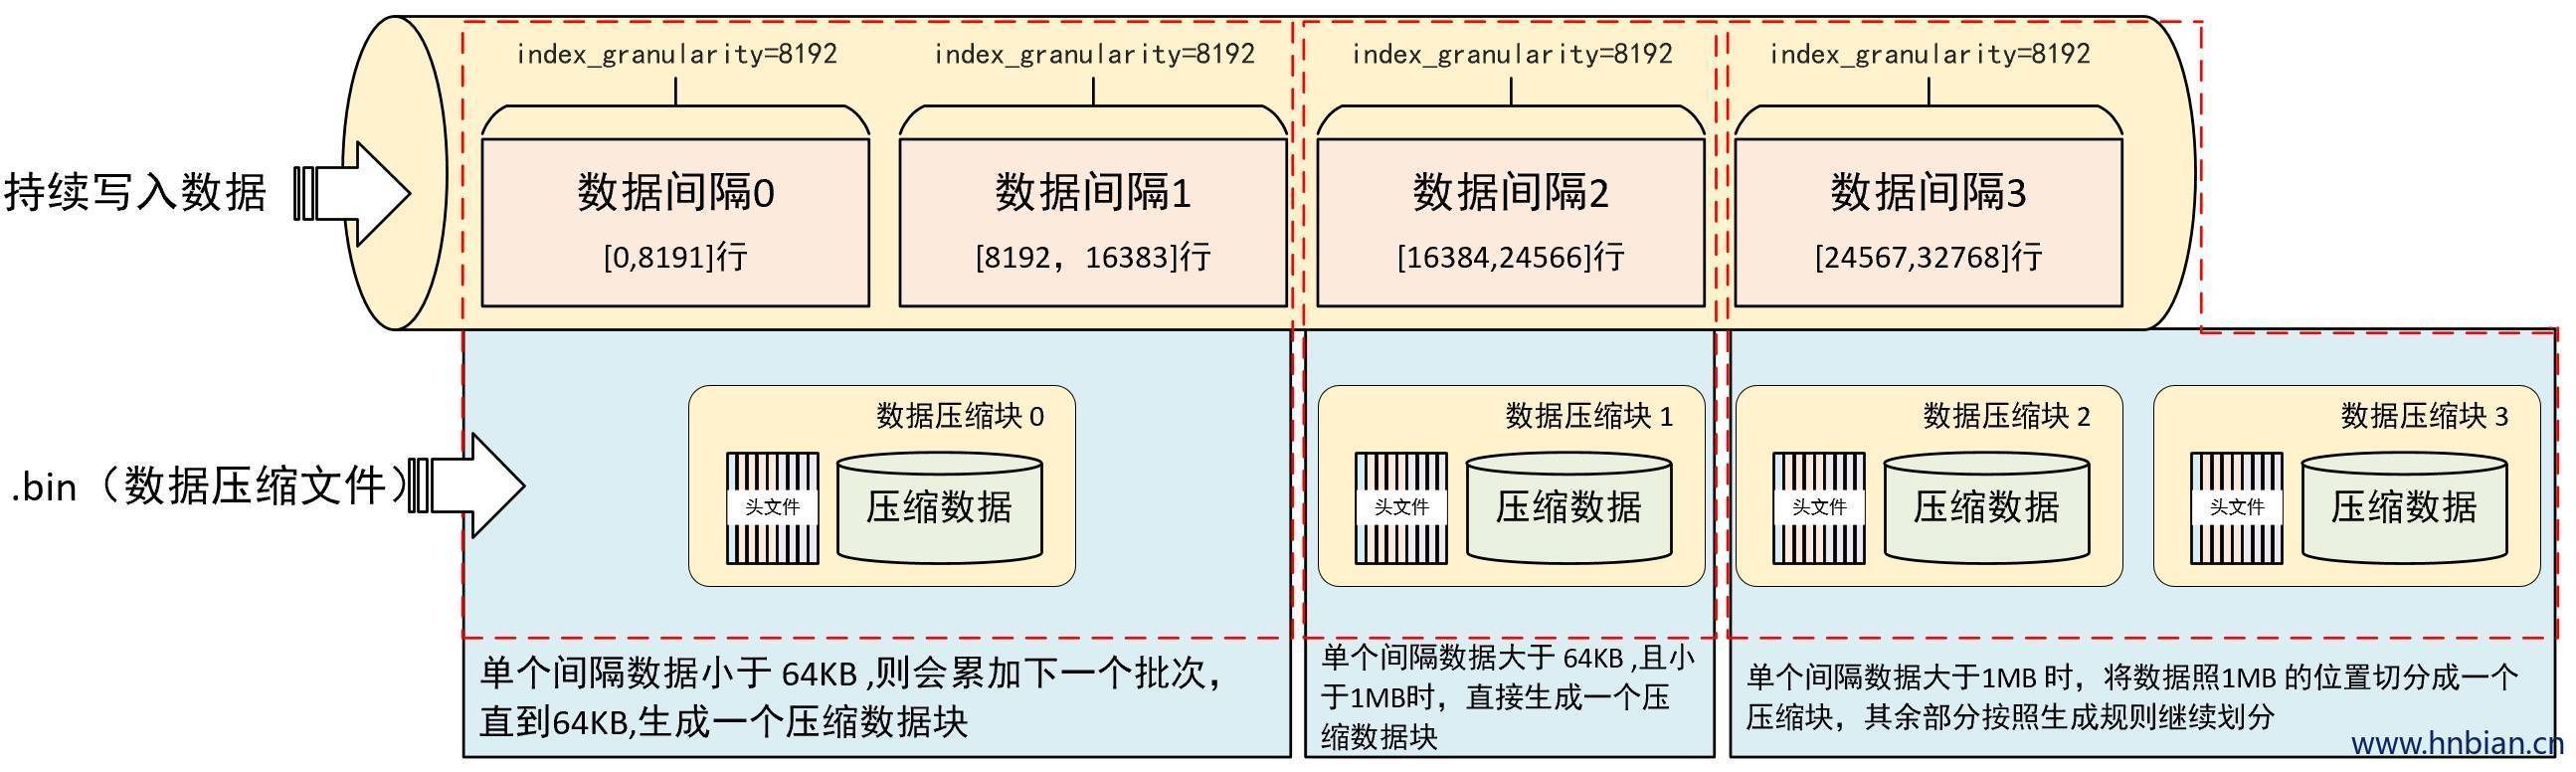 index_granularity=8192
index_granularity=8192
index_granularity=8192
index_granularity=8192
持续写入数据
数据间隔0
[0,8191]行
数据间隔1
[8192，16383]行
数据间隔2
[16384,24566]行
数据间隔3
[24567,32768]行
.bin（数据压缩文件）
数据压缩块 0
头文件
压缩数据
数据压缩块 1
头文件
压缩数据
数据压缩块 2
头文件
压缩数据
数据压缩块 3
头文件
压缩数据
单个间隔数据小于 64KB ,则会累加下一个批次，
直到64KB,生成一个压缩数据块
单个间隔数据大于 64KB ,且小
于1MB时，直接生成一个压
缩数据块
单个间隔数据大于1MB 时，将数据照1MB 的位置切分成一个
压缩块，其余部分按照生成规则继续划分
www.hnbian.cn